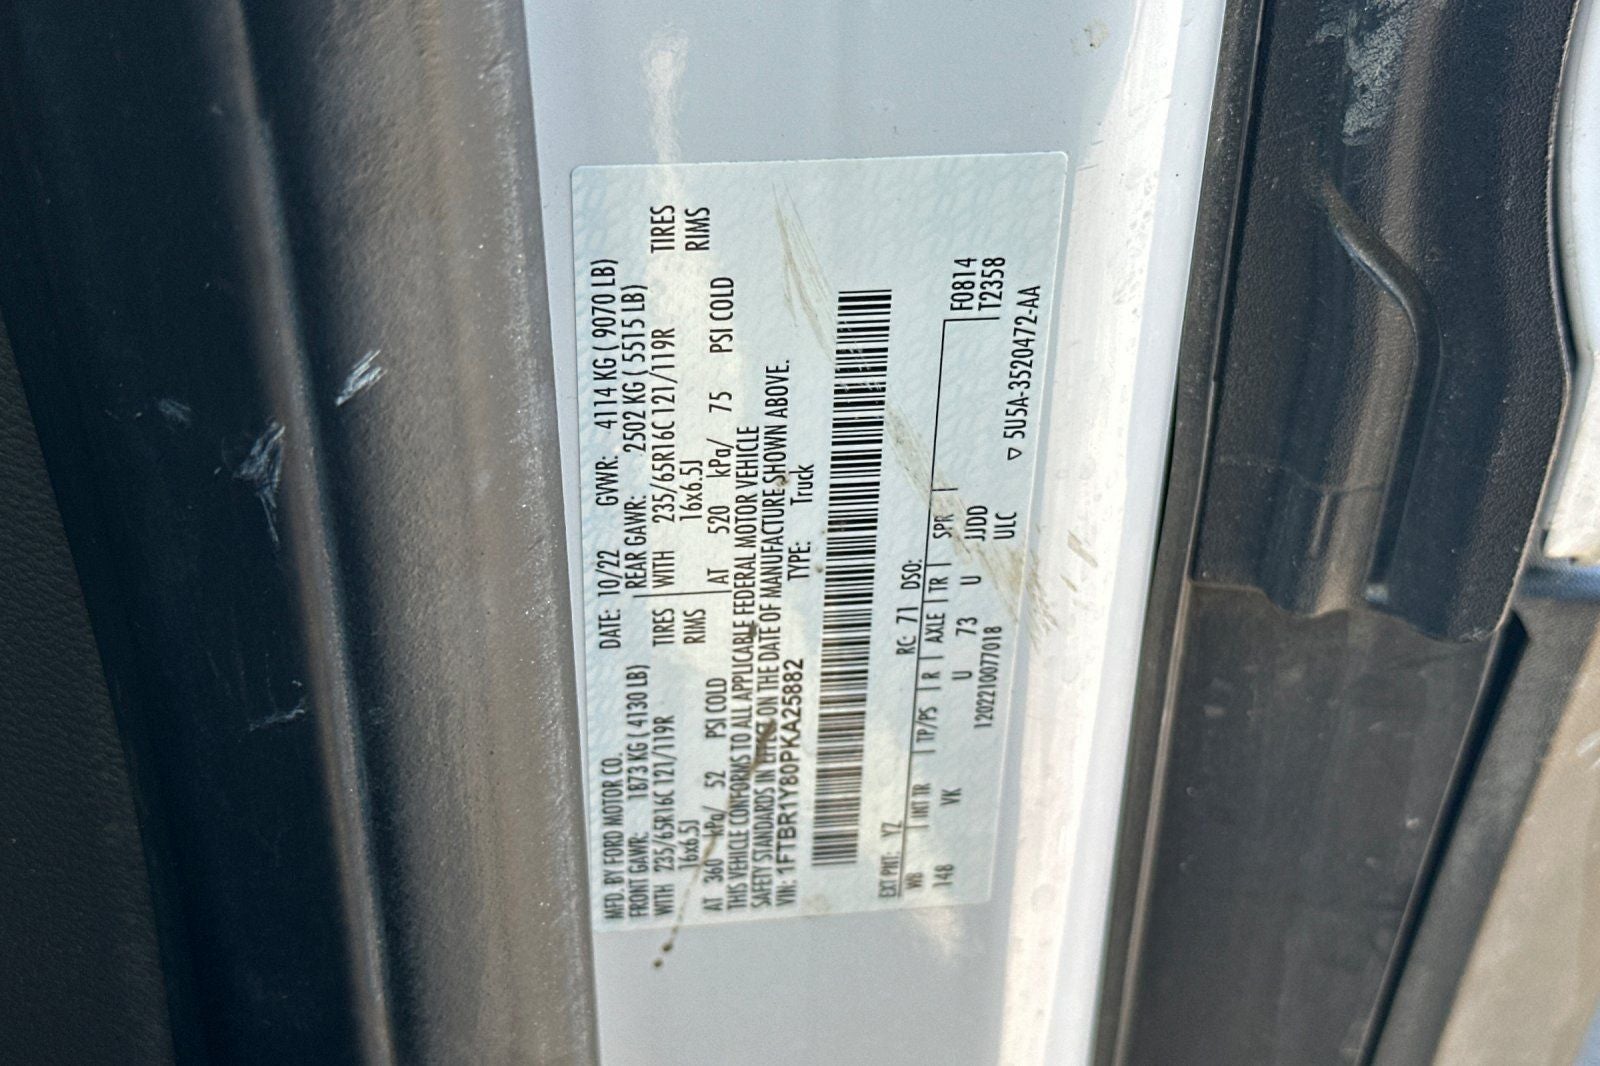 MFD. BY FORD MOTOR CO. DATE: 10/22 GVWR: 4114 KG ( 9070 LB)
FRONT GAWR: 1873 KG ( 4130 LB) REAR GAWR: 2502 KG ( 5515 LB)
WITH 235/65R16C 121/119R TIRES WITH 235/65R16C 121/119R TIRES
16x6.5J RIMS 16x6.5J RIMS
AT 360 kPa/ 52 PSI COLD AT 520 kPa/ 75 PSI COLD
THIS VEHICLE CONFORMS TO ALL APPLICABLE FEDERAL MOTOR VEHICLE
SAFETY STANDARDS IN EFFECT ON THE DATE OF MANUFACTURE SHOWN ABOVE.
VIN: 1FTBR1Y80PKA25882 TYPE: Truck
EXT PNT: YZ RC: 71 DSO:
WB INT TR TP/PS R AXLE TR SPR F0814
148 VK U 73 U JJDD T2358
1202210077018 ULC
▽ 5U5A-3520472-AA